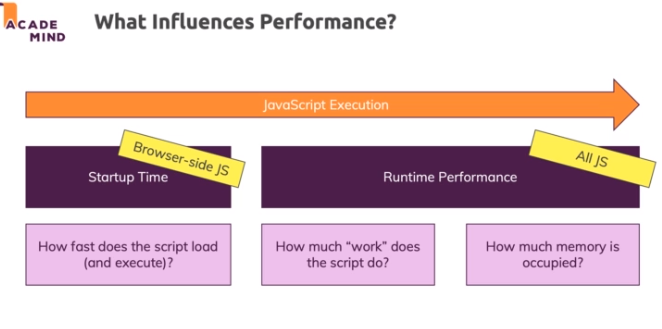 ACADE
MIND
What Influences Performance?
JavaScript Execution
Browser-side JS
Startup Time
All JS
Runtime Performance
How fast does the script load
(and execute)?
How much “work” does
the script do?
How much memory is
occupied?